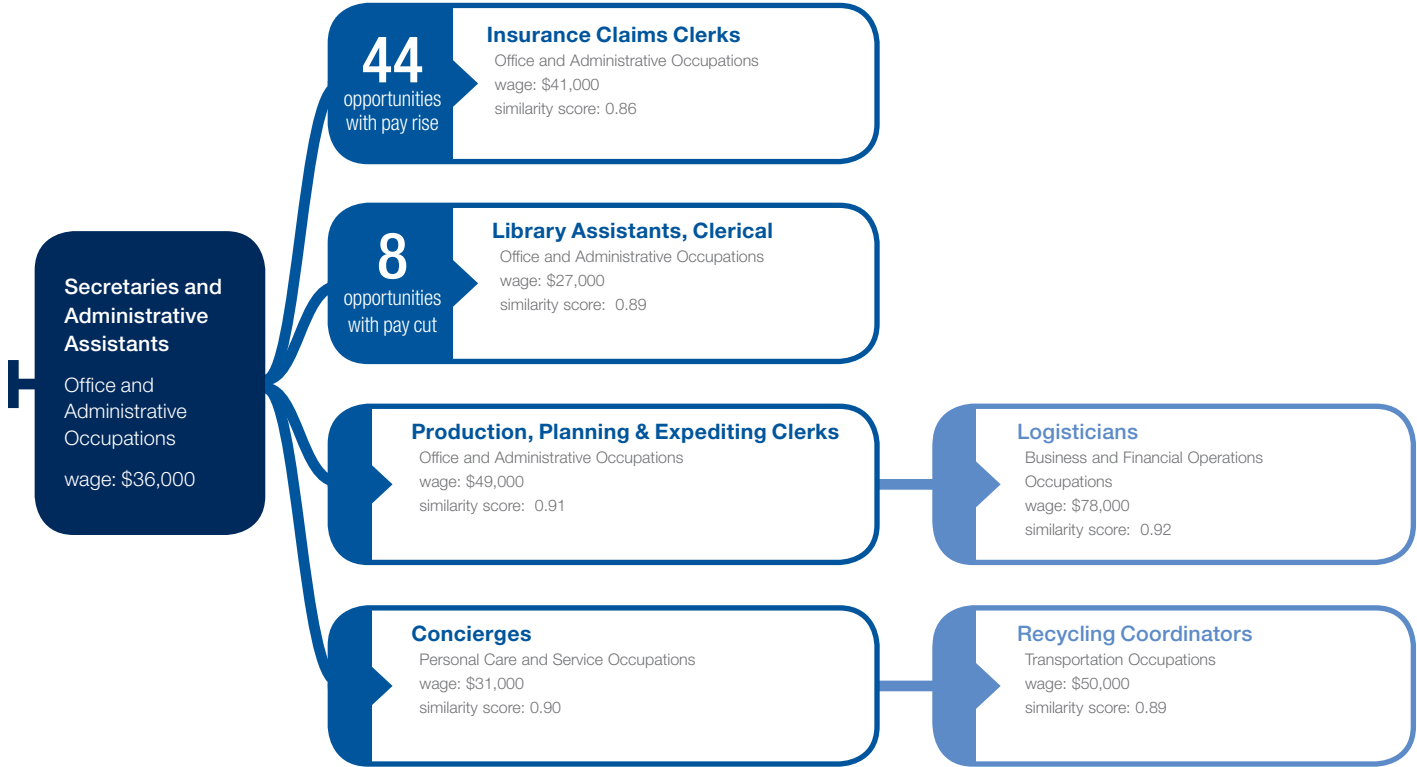 Secretaries and
Administrative
Assistants
Office and
Administrative
Occupations
wage: $36,000
44
opportunities
with pay rise
Insurance Claims Clerks
Office and Administrative Occupations
wage: $41,000
similarity score: 0.86
8
opportunities
with pay cut
Library Assistants, Clerical
Office and Administrative Occupations
wage: $27,000
similarity score: 0.89
Production, Planning & Expediting Clerks
Office and Administrative Occupations
wage: $49,000
similarity score: 0.91
Logisticians
Business and Financial Operations
Occupations
wage: $78,000
similarity score: 0.92
Concierges
Personal Care and Service Occupations
wage: $31,000
similarity score: 0.90
Recycling Coordinators
Transportation Occupations
wage: $50,000
similarity score: 0.89